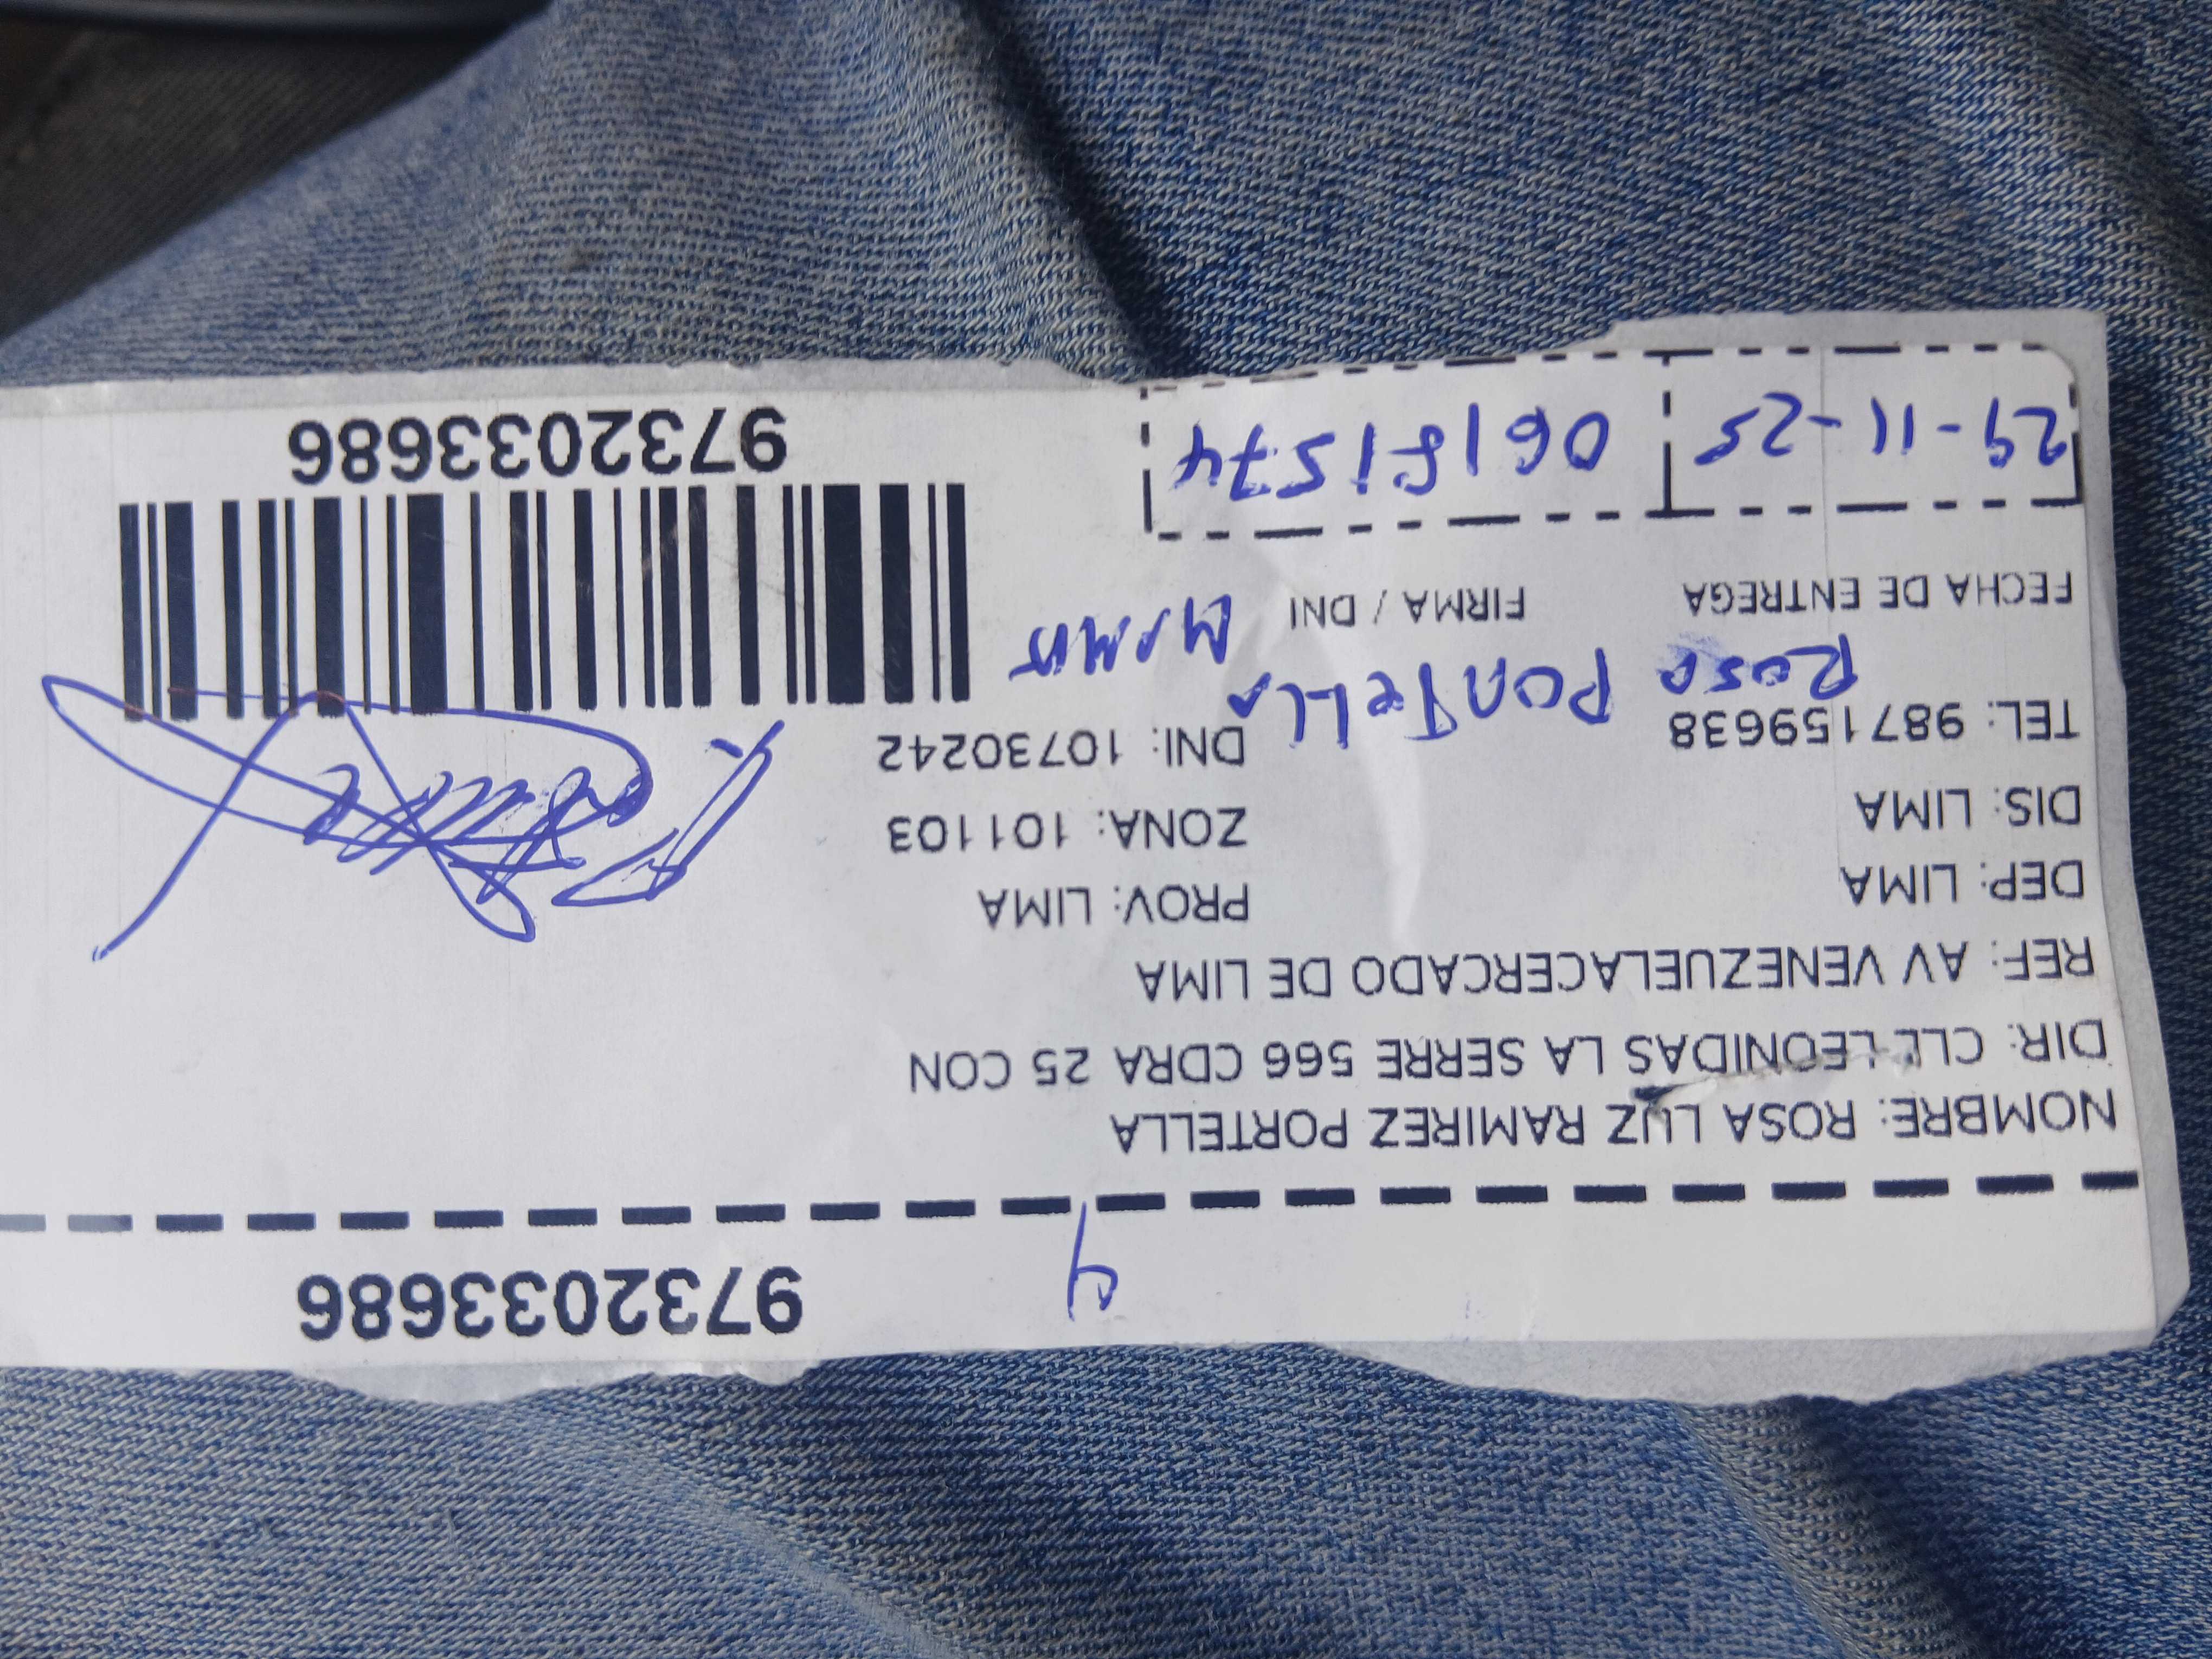 9732033686
9
NOMBRE: ROSA LUZ RAMIREZ PORTELLA
DIR: CLL LEONIDAS LA SERRE 566 CDRA 25 CON
REF: AV VENEZUELACERCADO DE LIMA
DEP: LIMA PROV: LIMA
DIS: LIMA ZONA: 101103
TEL: 987159638 DNI: 10730242
Rosa PORTELLA
FECHA DE ENTREGA FIRMA / DNI
29-11-25 06181574
9732033686